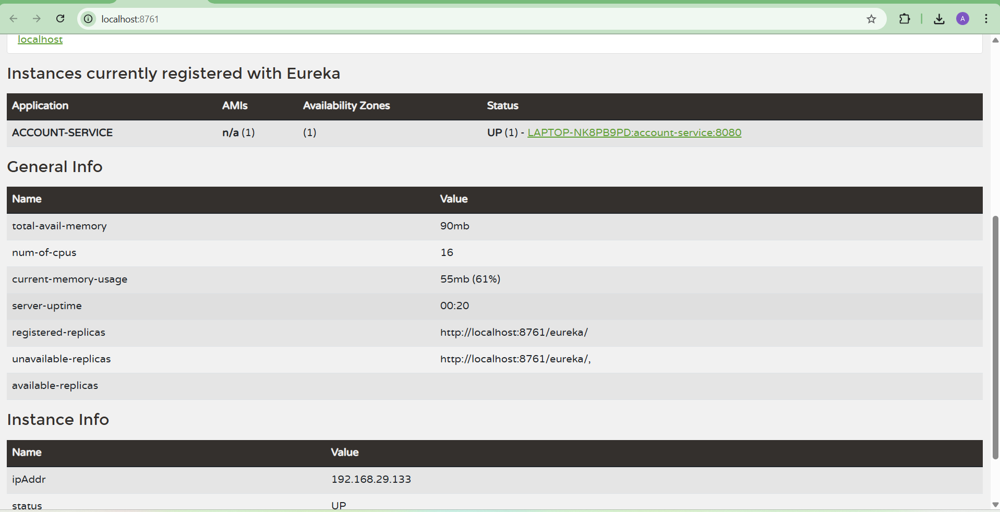 localhost:8761
A
localhost
Instances currently registered with Eureka
Application AMIs Availability Zones Status
ACCOUNT-SERVICE n/a (1) (1) UP (1) - LAPTOP-NK8PB9PD:account-service:8080
General Info
Name Value
total-avail-memory 90mb
num-of-cpus 16
current-memory-usage 55mb (61%)
server-uptime 00:20
registered-replicas http://localhost:8761/eureka/
unavailable-replicas http://localhost:8761/eureka/,
available-replicas
Instance Info
Name Value
ipAddr 192.168.29.133
status UP